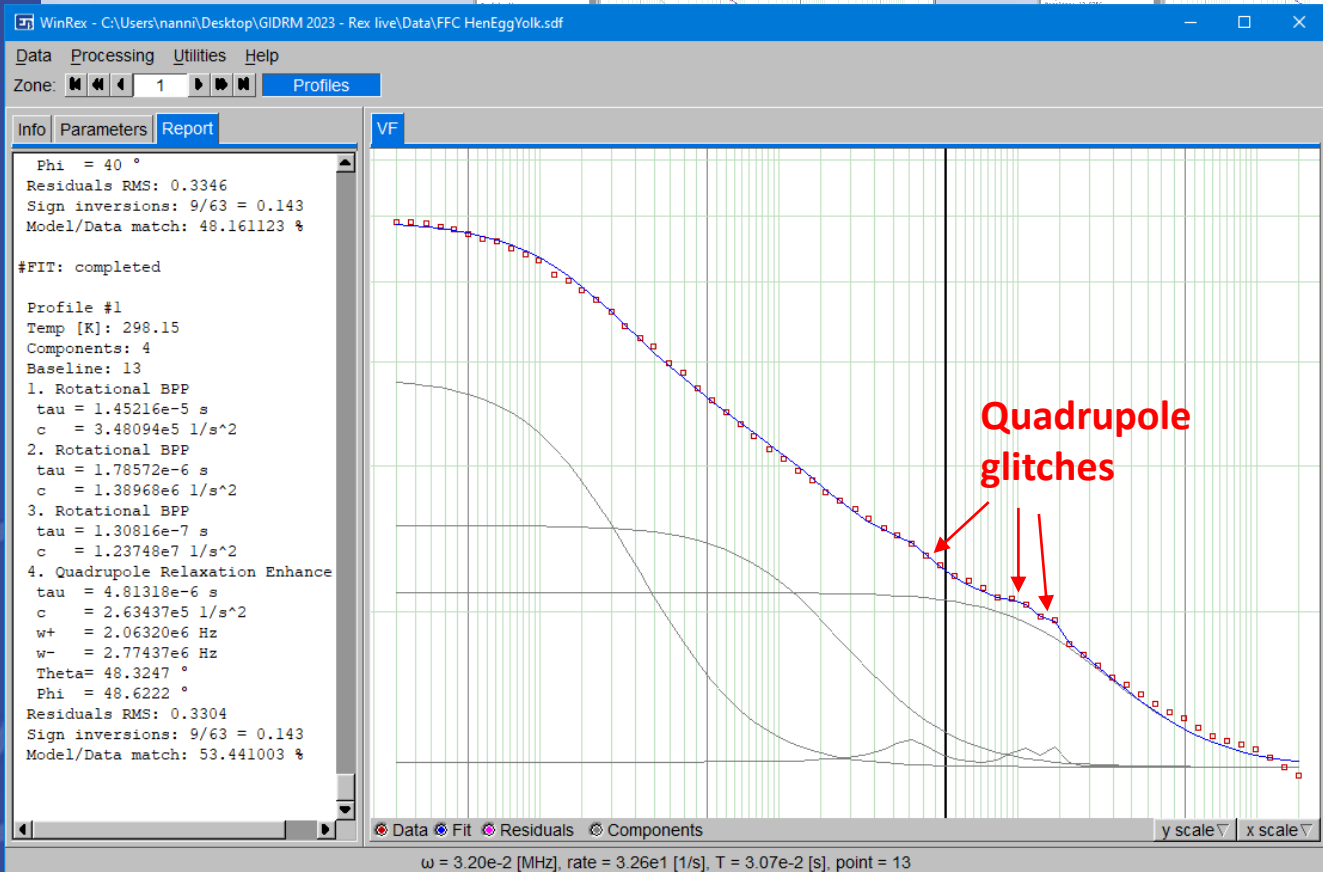 WinRex - C:\Users\nanni\Desktop\GIDRM 2023 - Rex live\Data\FFC HenEggYolk.sdf
Data Processing Utilities Help
Zone: 1 Profiles
Info Parameters Report
VF
Phi = 40 °
Residuals RMS: 0.3346
Sign inversions: 9/63 = 0.143
Model/Data match: 48.161123 %
#FIT: completed
Profile #1
Temp [K]: 298.15
Components: 4
Baseline: 13
1. Rotational BPP
tau = 1.45216e-5 s
c = 3.48094e5 1/s^2
2. Rotational BPP
tau = 1.78572e-6 s
c = 1.38968e6 1/s^2
3. Rotational BPP
tau = 1.30816e-7 s
c = 1.23748e7 1/s^2
4. Quadrupole Relaxation Enhance
tau = 4.81318e-6 s
c = 2.63437e5 1/s^2
w+ = 2.06320e6 Hz
w- = 2.77437e6 Hz
Theta= 48.3247 °
Phi = 48.6222 °
Residuals RMS: 0.3304
Sign inversions: 9/63 = 0.143
Model/Data match: 53.441003 %
Quadrupole
glitches
Data Fit Residuals Components
y scale x scale
ω = 3.20e-2 [MHz], rate = 3.26e1 [1/s], T = 3.07e-2 [s], point = 13